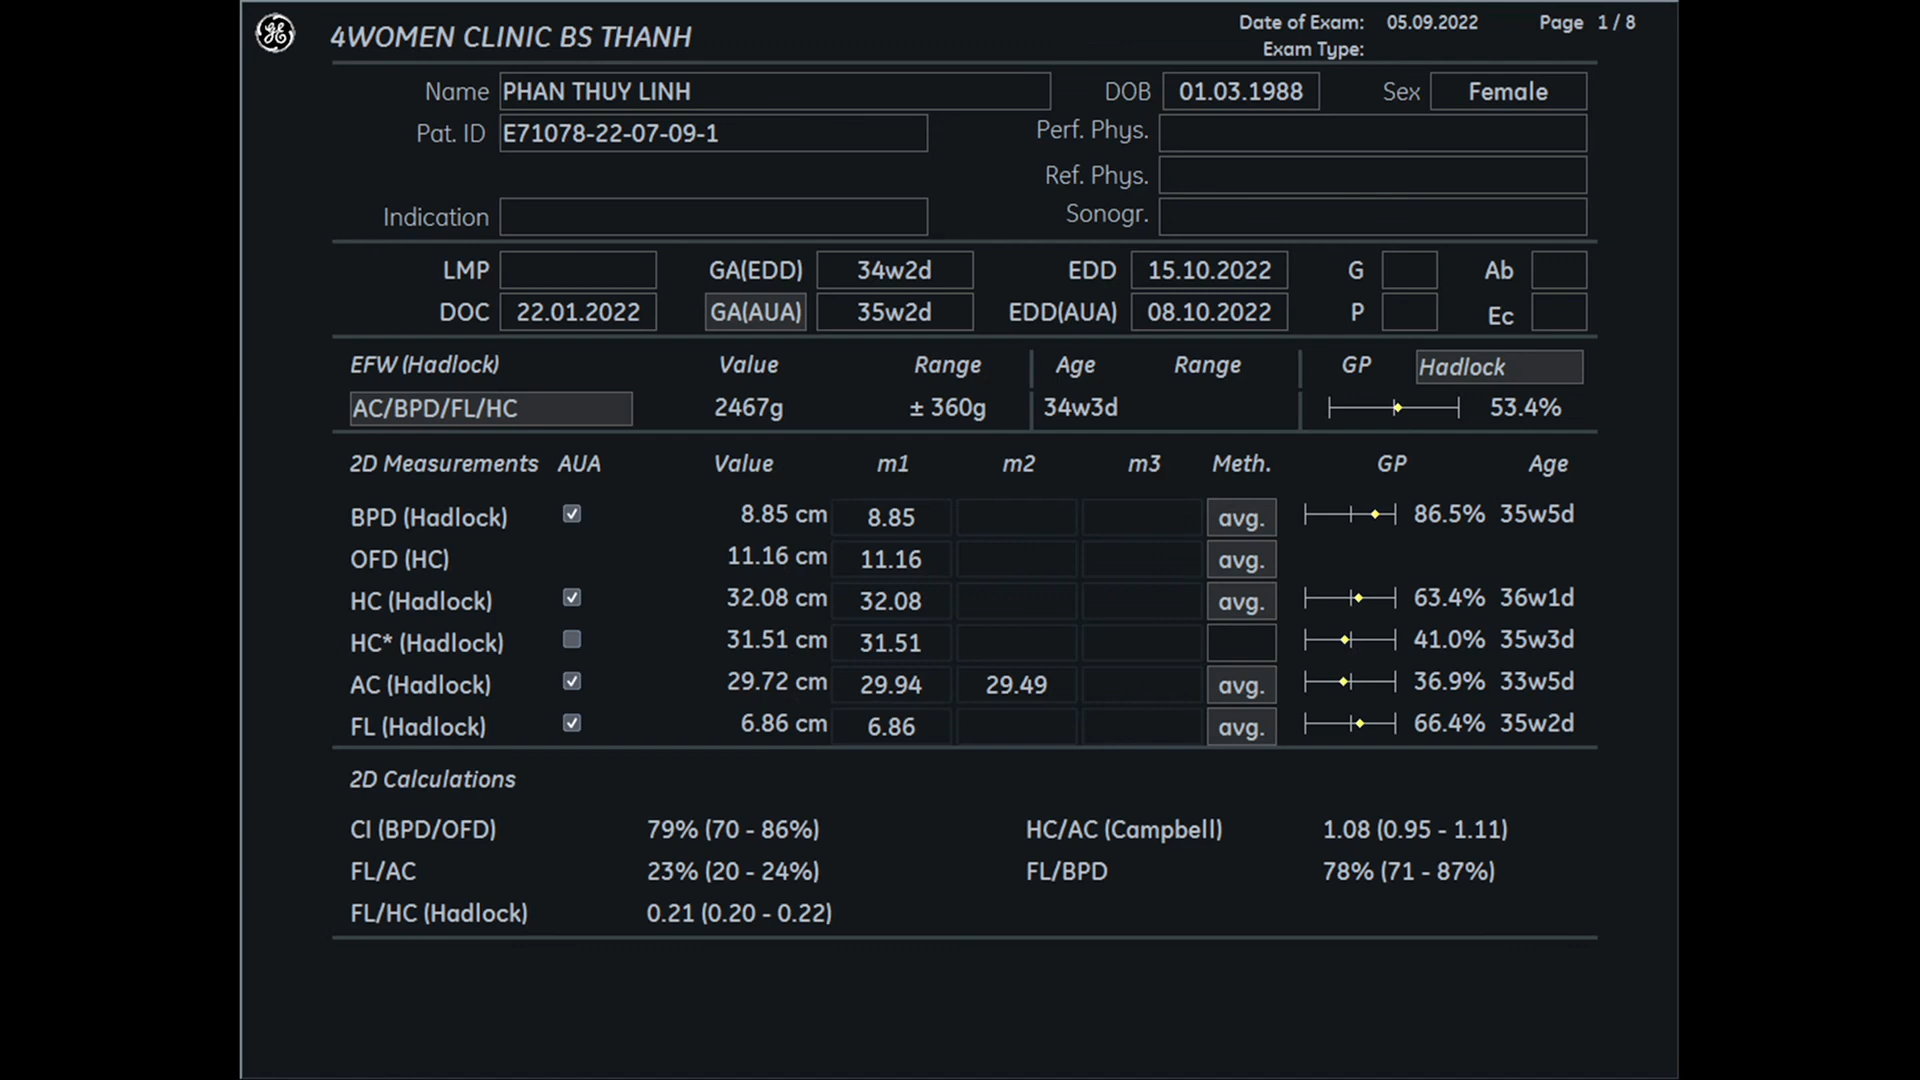 4WOMEN CLINIC BS THANH
Date of Exam: 05.09.2022 Page 1 / 8
Exam Type:
Name PHAN THUY LINH DOB 01.03.1988 Sex Female
Pat. ID E71078-22-07-09-1 Perf. Phys.
Ref. Phys.
Indication Sonogr.
LMP GA(EDD) 34w2d EDD 15.10.2022 G Ab
DOC 22.01.2022 GA(AUA) 35w2d EDD(AUA) 08.10.2022 P Ec
EFW (Hadlock) Value Range Age Range GP Hadlock
AC/BPD/FL/HC 2467g ± 360g 34w3d 53.4%
2D Measurements AUA Value m1 m2 m3 Meth. GP Age
BPD (Hadlock) 8.85 cm 8.85 avg. 86.5% 35w5d
OFD (HC) 11.16 cm 11.16 avg.
HC (Hadlock) 32.08 cm 32.08 avg. 63.4% 36w1d
HC* (Hadlock) 31.51 cm 31.51 41.0% 35w3d
AC (Hadlock) 29.72 cm 29.94 29.49 avg. 36.9% 33w5d
FL (Hadlock) 6.86 cm 6.86 avg. 66.4% 35w2d
2D Calculations
CI (BPD/OFD) 79% (70 - 86%) HC/AC (Campbell) 1.08 (0.95 - 1.11)
FL/AC 23% (20 - 24%) FL/BPD 78% (71 - 87%)
FL/HC (Hadlock) 0.21 (0.20 - 0.22)